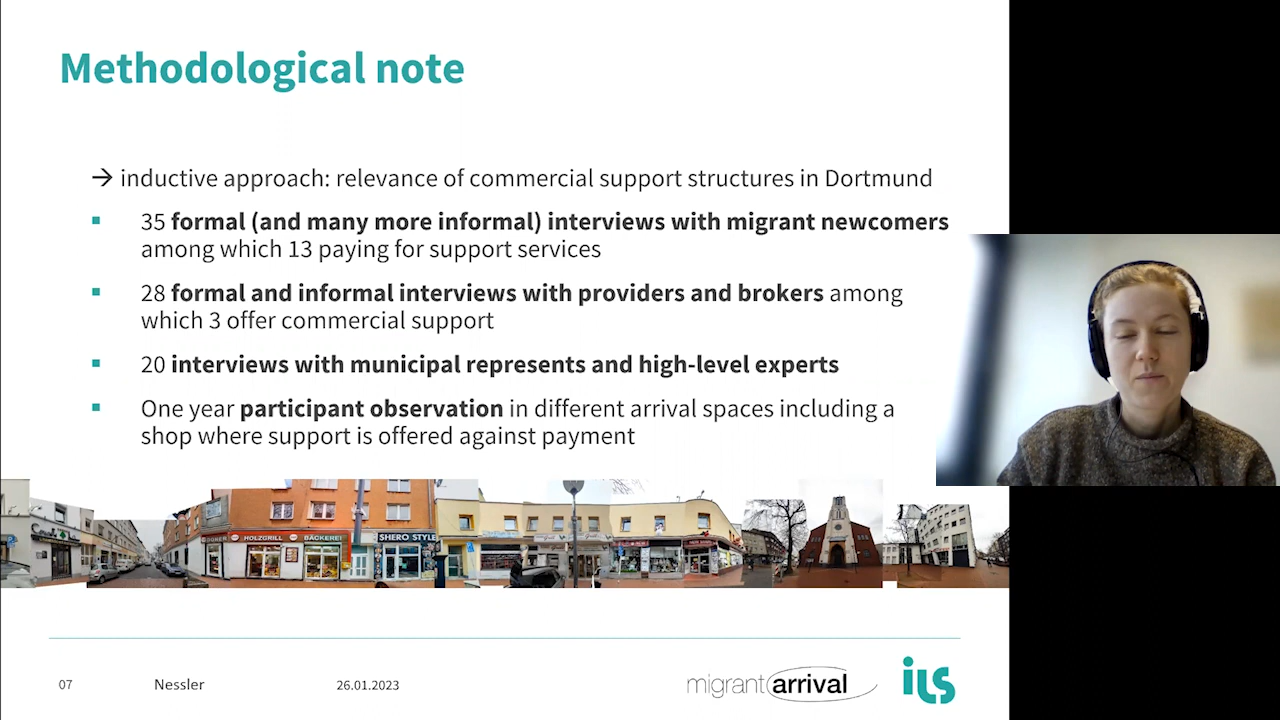 Methodological note
→ inductive approach: relevance of commercial support structures in Dortmund
▪ 35 formal (and many more informal) interviews with migrant newcomers
among which 13 paying for support services
▪ 28 formal and informal interviews with providers and brokers among
which 3 offer commercial support
▪ 20 interviews with municipal represents and high-level experts
▪ One year participant observation in different arrival spaces including a
shop where support is offered against payment
HOLZGRILL
BÄCKEREI
SHERO STYLE
07
Nessler
26.01.2023
migrant arrival
ils